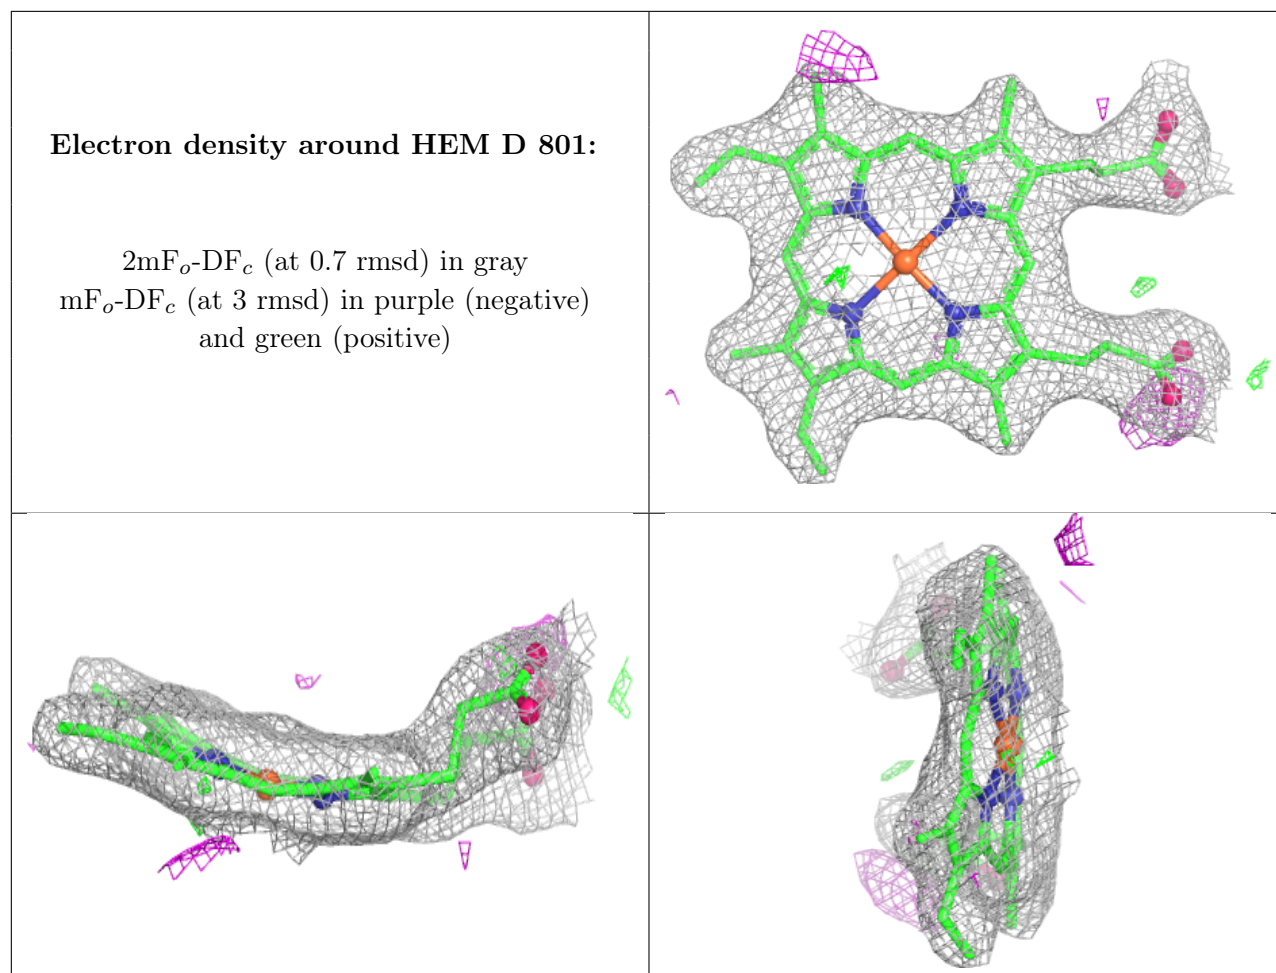 Electron density around HEM D 801:
2mFo-DFc (at 0.7 rmsd) in gray
mFo-DFc (at 3 rmsd) in purple (negative)
and green (positive)